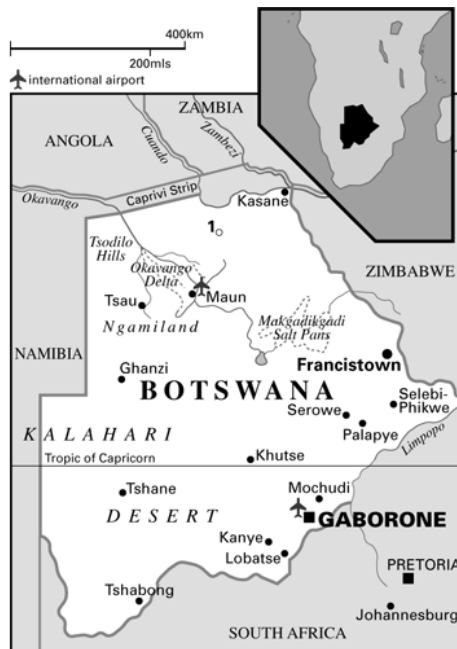 400km
200mls
international airport
ZAMBIA
ANGOLA
Cuando
Zambezi
Caprivi Strip
Okavango
Kasane
1
Tsodilo
Hills
Okavango
Delta
ZIMBABWE
Maun
Tsau
Ngamiland
Makgadikgadi
Salt Pans
NAMIBIA
Francistown
Ghanzi
BOTSWANA
Selebi-
Phikwe
Serowe
Palapye
Limpopo
KALAHARI
Tropic of Capricorn
Khutse
Tshane
Mochudi
DESERT
GABORONE
Kanye
Lobatse
PRETORIA
Tshabong
Johannesburg
SOUTH AFRICA